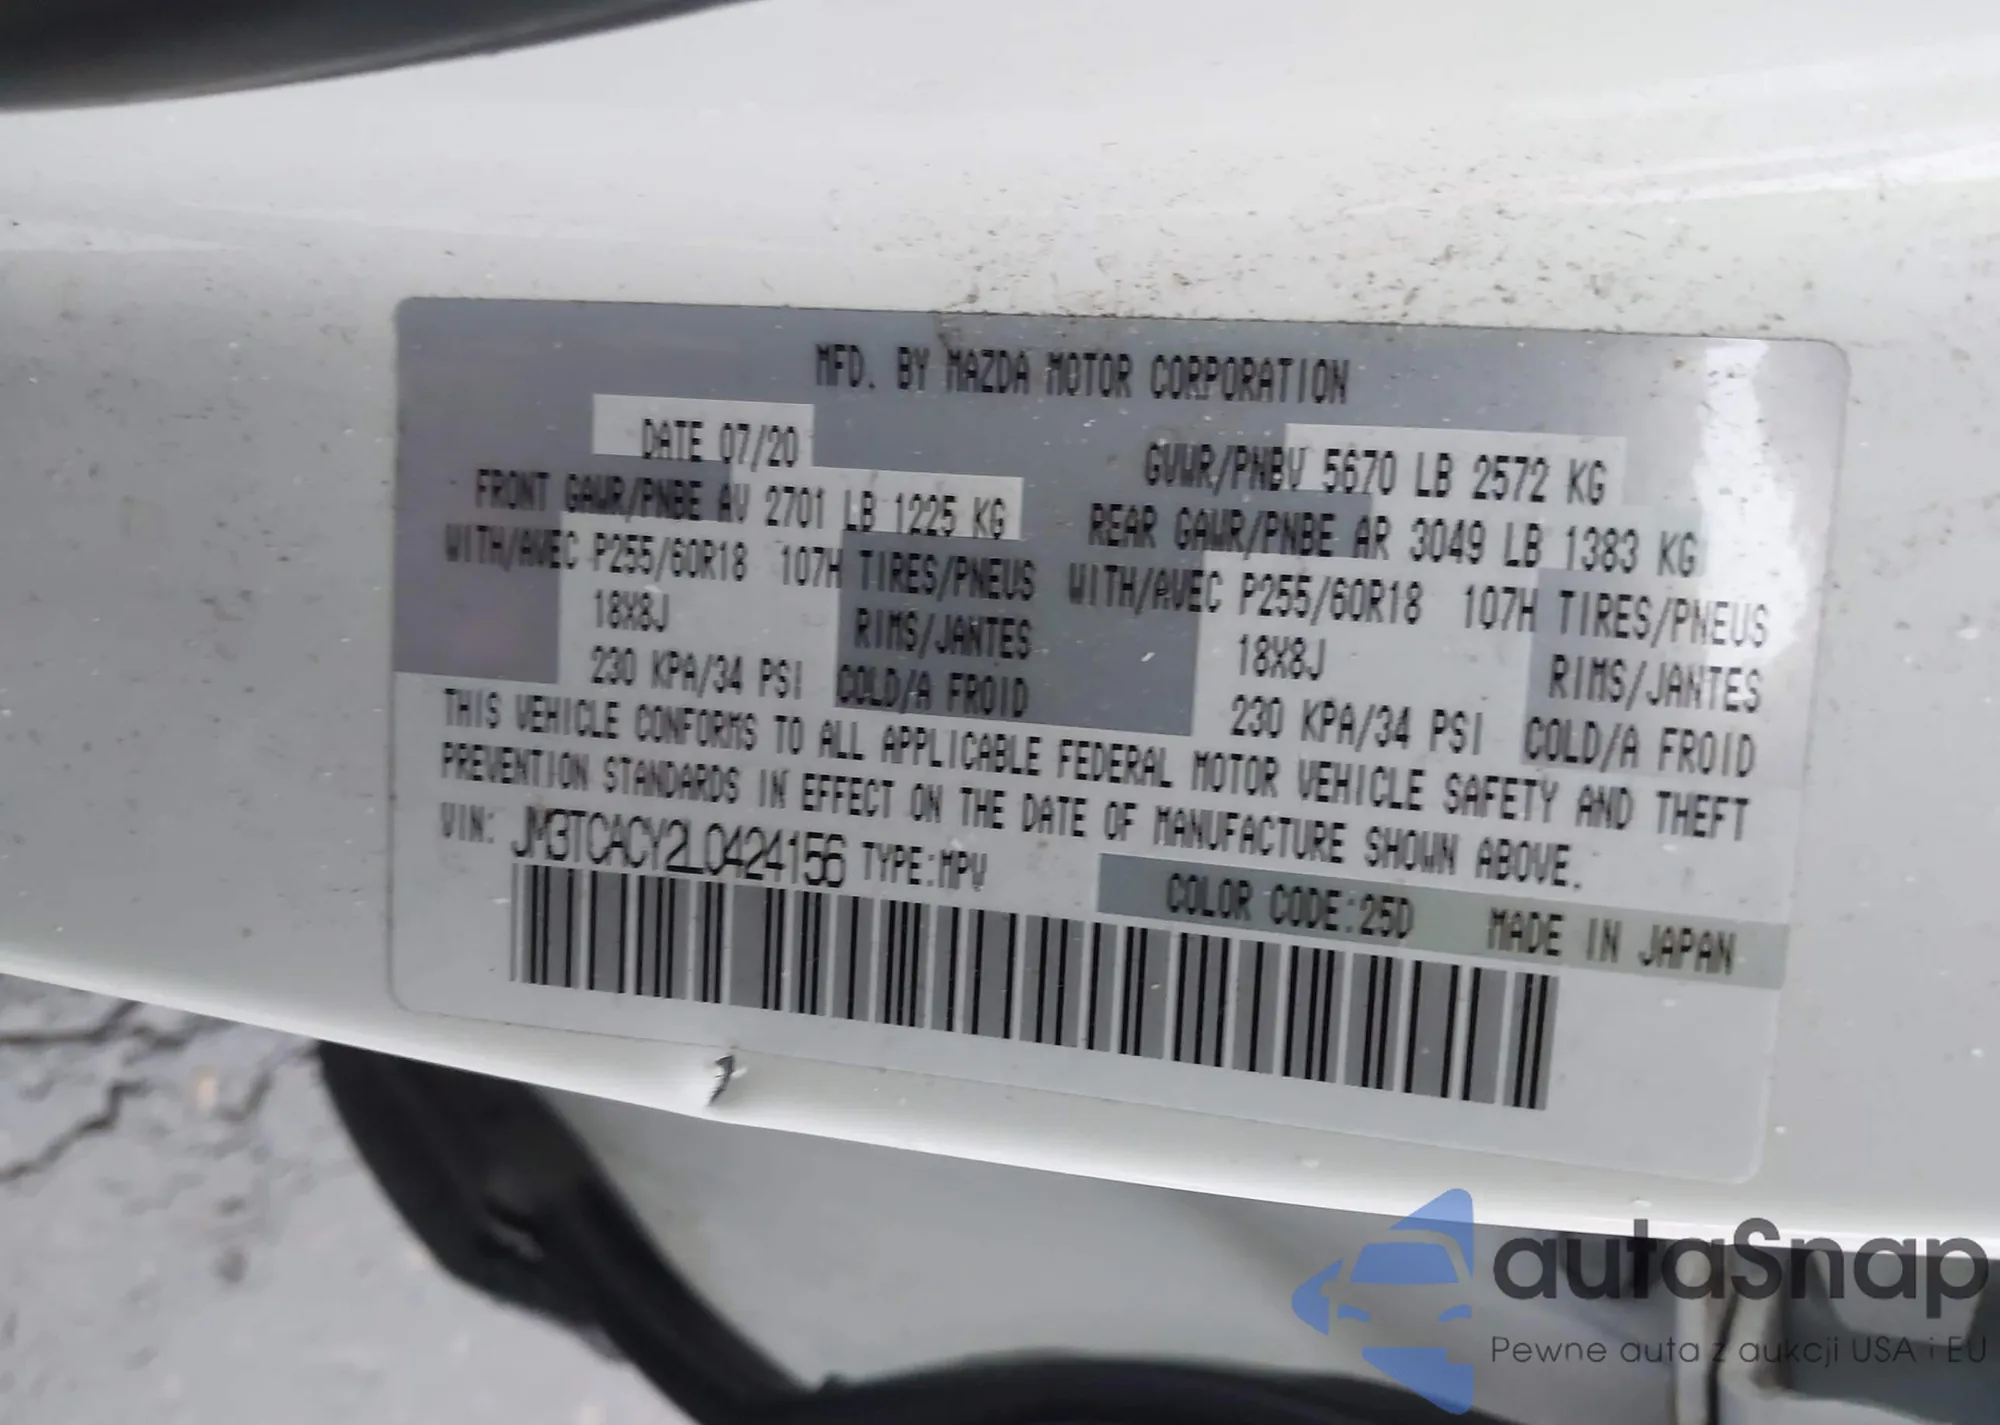 MFD. BY MAZDA MOTOR CORPORATION
DATE 07/20
GVWR/PNBV 5670 LB 2572 KG
FRONT GAWR/PNBE AV 2701 LB 1225 KG
REAR GAWR/PNBE AR 3049 LB 1383 KG
WITH/AVEC P255/60R18 107H TIRES/PNEUS
WITH/AVEC P255/60R18 107H TIRES/PNEUS
18X8J RIMS/JANTES
18X8J RIMS/JANTES
230 KPA/34 PSI COLD/A FROID
230 KPA/34 PSI COLD/A FROID
THIS VEHICLE CONFORMS TO ALL APPLICABLE FEDERAL MOTOR VEHICLE SAFETY AND THEFT
PREVENTION STANDARDS IN EFFECT ON THE DATE OF MANUFACTURE SHOWN ABOVE.
VIN: JM3TCACY2L0424156 TYPE:MPV
COLOR CODE:25D MADE IN JAPAN
autaSnap
Pewne auta z aukcji USA i EU